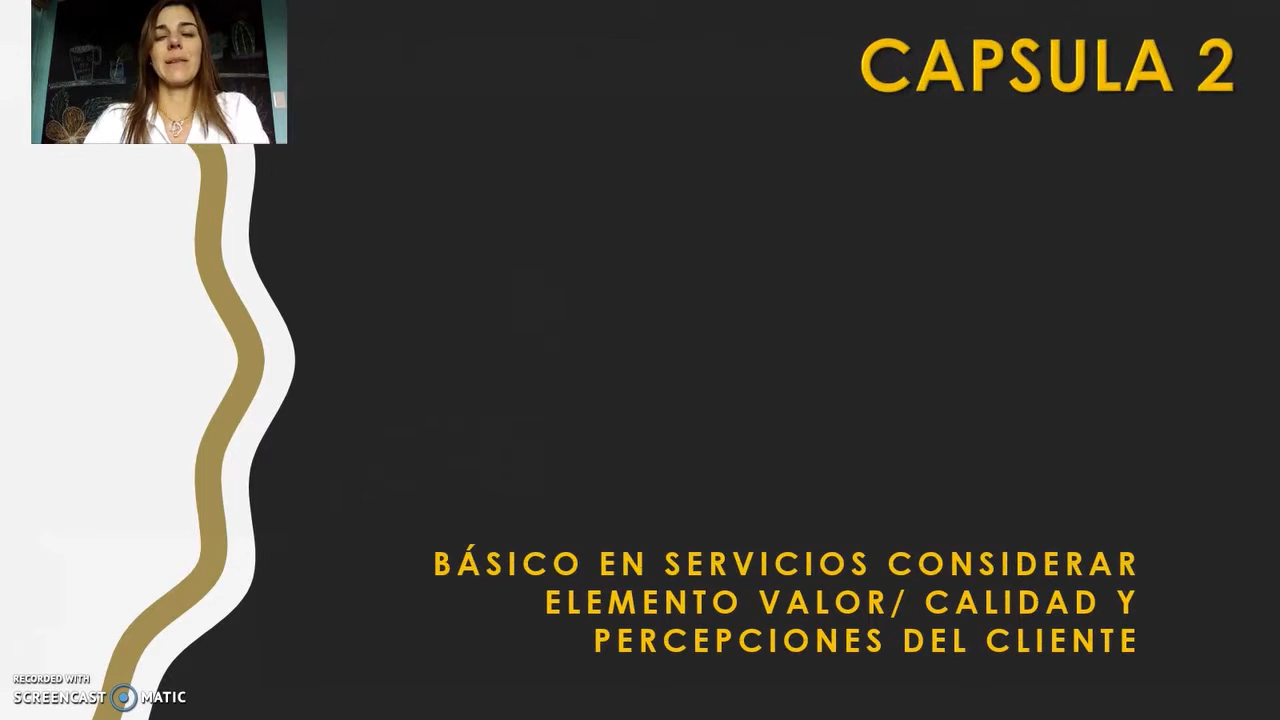 CAPSULA 2
BÁSICO EN SERVICIOS CONSIDERAR
ELEMENTO VALOR/ CALIDAD Y
PERCEPCIONES DEL CLIENTE
RECORDED WITH
SCREENCAST MATIC